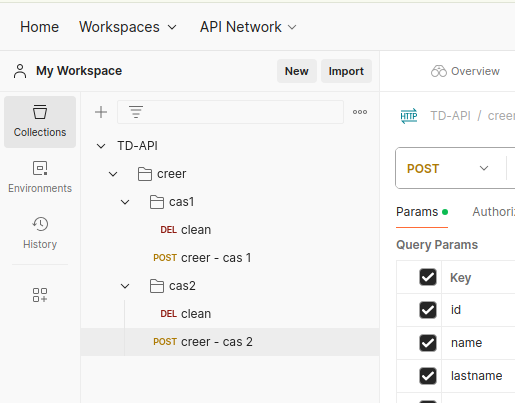 Home Workspaces API Network
My Workspace New Import Overview
Collections
TD-API
creer
cas1
DEL clean
POST creer - cas 1
cas2
DEL clean
POST creer - cas 2
Environments
History
HTTP TD-API / creer
POST
Params Authori
Query Params
Key
id
name
lastname